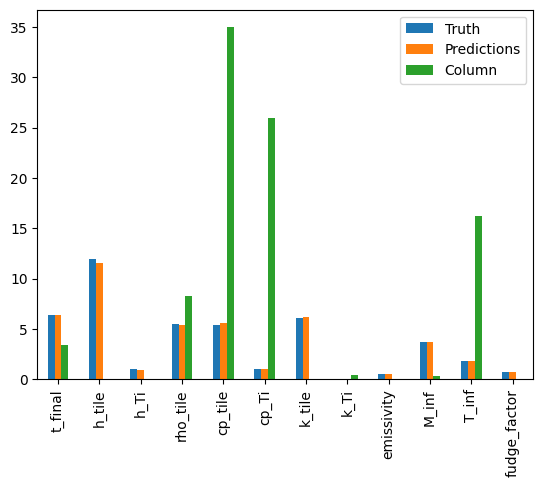 35
30
25
20
15
10
5
0
Truth
Predictions
Column
t_final
h_tile
h_Ti
rho_tile
cp_tile
cp_Ti
k_tile
k_Ti
emissivity
M_inf
T_inf
fudge_factor